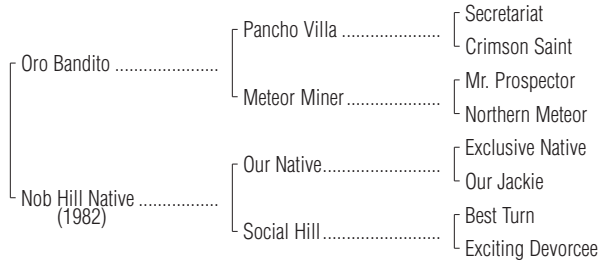 Secretariat
Pancho Villa ....................
Crimson Saint
Oro Bandito .....................
Mr. Prospector
Meteor Miner...................
Northern Meteor
Exclusive Native
Our Native........................
Our Jackie
Nob Hill Native ................
(1982)
Best Turn
Social Hill........................
Exciting Devorcee